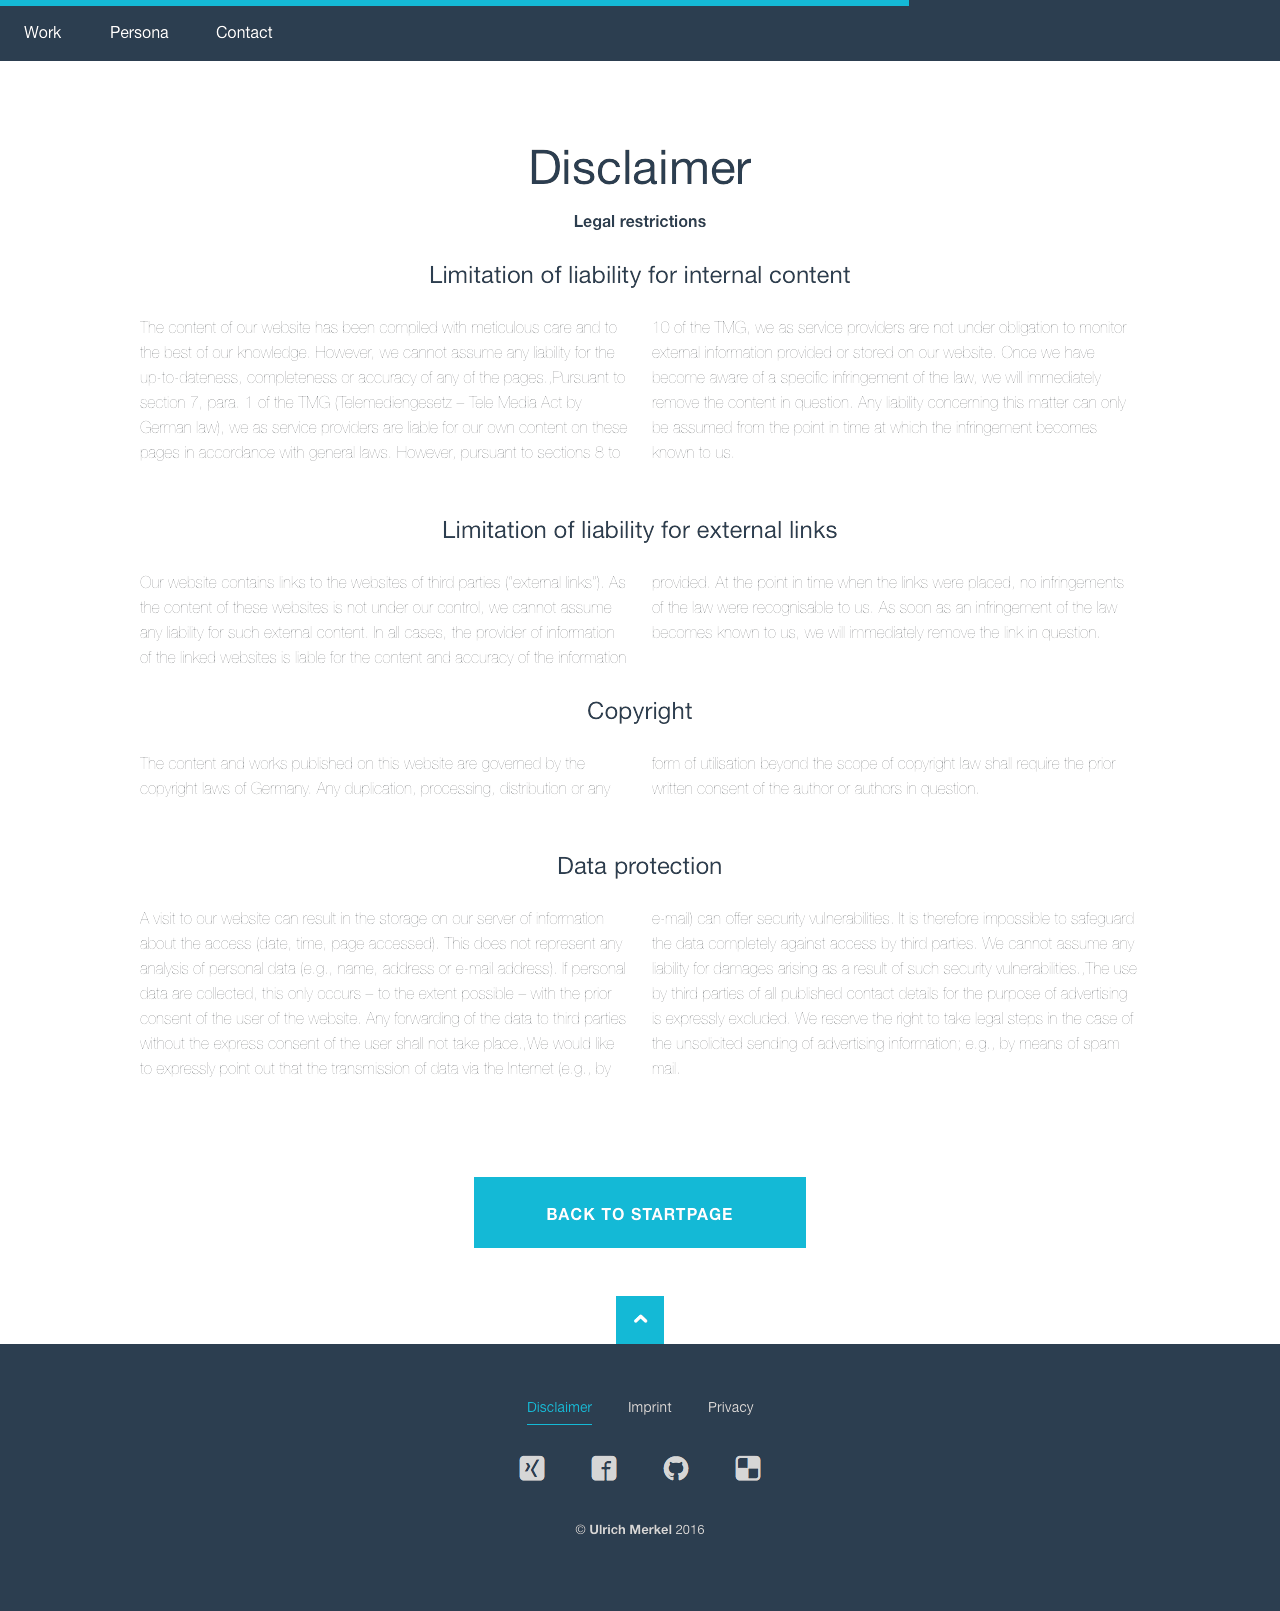 Work Persona Contact
Disclaimer
Legal restrictions
Limitation of liability for internal content
The content of our website has been compiled with meticulous care and to
the best of our knowledge. However, we cannot assume any liability for the
up-to-dateness, completeness or accuracy of any of the pages.,Pursuant to
section 7, para. 1 of the TMG (Telemediengesetz – Tele Media Act by
German law), we as service providers are liable for our own content on these
pages in accordance with general laws. However, pursuant to sections 8 to
10 of the TMG, we as service providers are not under obligation to monitor
external information provided or stored on our website. Once we have
become aware of a specific infringement of the law, we will immediately
remove the content in question. Any liability concerning this matter can only
be assumed from the point in time at which the infringement becomes
known to us.
Limitation of liability for external links
Our website contains links to the websites of third parties ("external links"). As
the content of these websites is not under our control, we cannot assume
any liability for such external content. In all cases, the provider of information
of the linked websites is liable for the content and accuracy of the information
provided. At the point in time when the links were placed, no infringements
of the law were recognisable to us. As soon as an infringement of the law
becomes known to us, we will immediately remove the link in question.
Copyright
The content and works published on this website are governed by the
copyright laws of Germany. Any duplication, processing, distribution or any
form of utilisation beyond the scope of copyright law shall require the prior
written consent of the author or authors in question.
Data protection
A visit to our website can result in the storage on our server of information
about the access (date, time, page accessed). This does not represent any
analysis of personal data (e.g., name, address or e-mail address). If personal
data are collected, this only occurs – to the extent possible – with the prior
consent of the user of the website. Any forwarding of the data to third parties
without the express consent of the user shall not take place.,We would like
to expressly point out that the transmission of data via the Internet (e.g., by
e-mail) can offer security vulnerabilities. It is therefore impossible to safeguard
the data completely against access by third parties. We cannot assume any
liability for damages arising as a result of such security vulnerabilities.,The use
by third parties of all published contact details for the purpose of advertising
is expressly excluded. We reserve the right to take legal steps in the case of
the unsolicited sending of advertising information; e.g., by means of spam
mail.
BACK TO STARTPAGE
Disclaimer Imprint Privacy
© Ulrich Merkel 2016